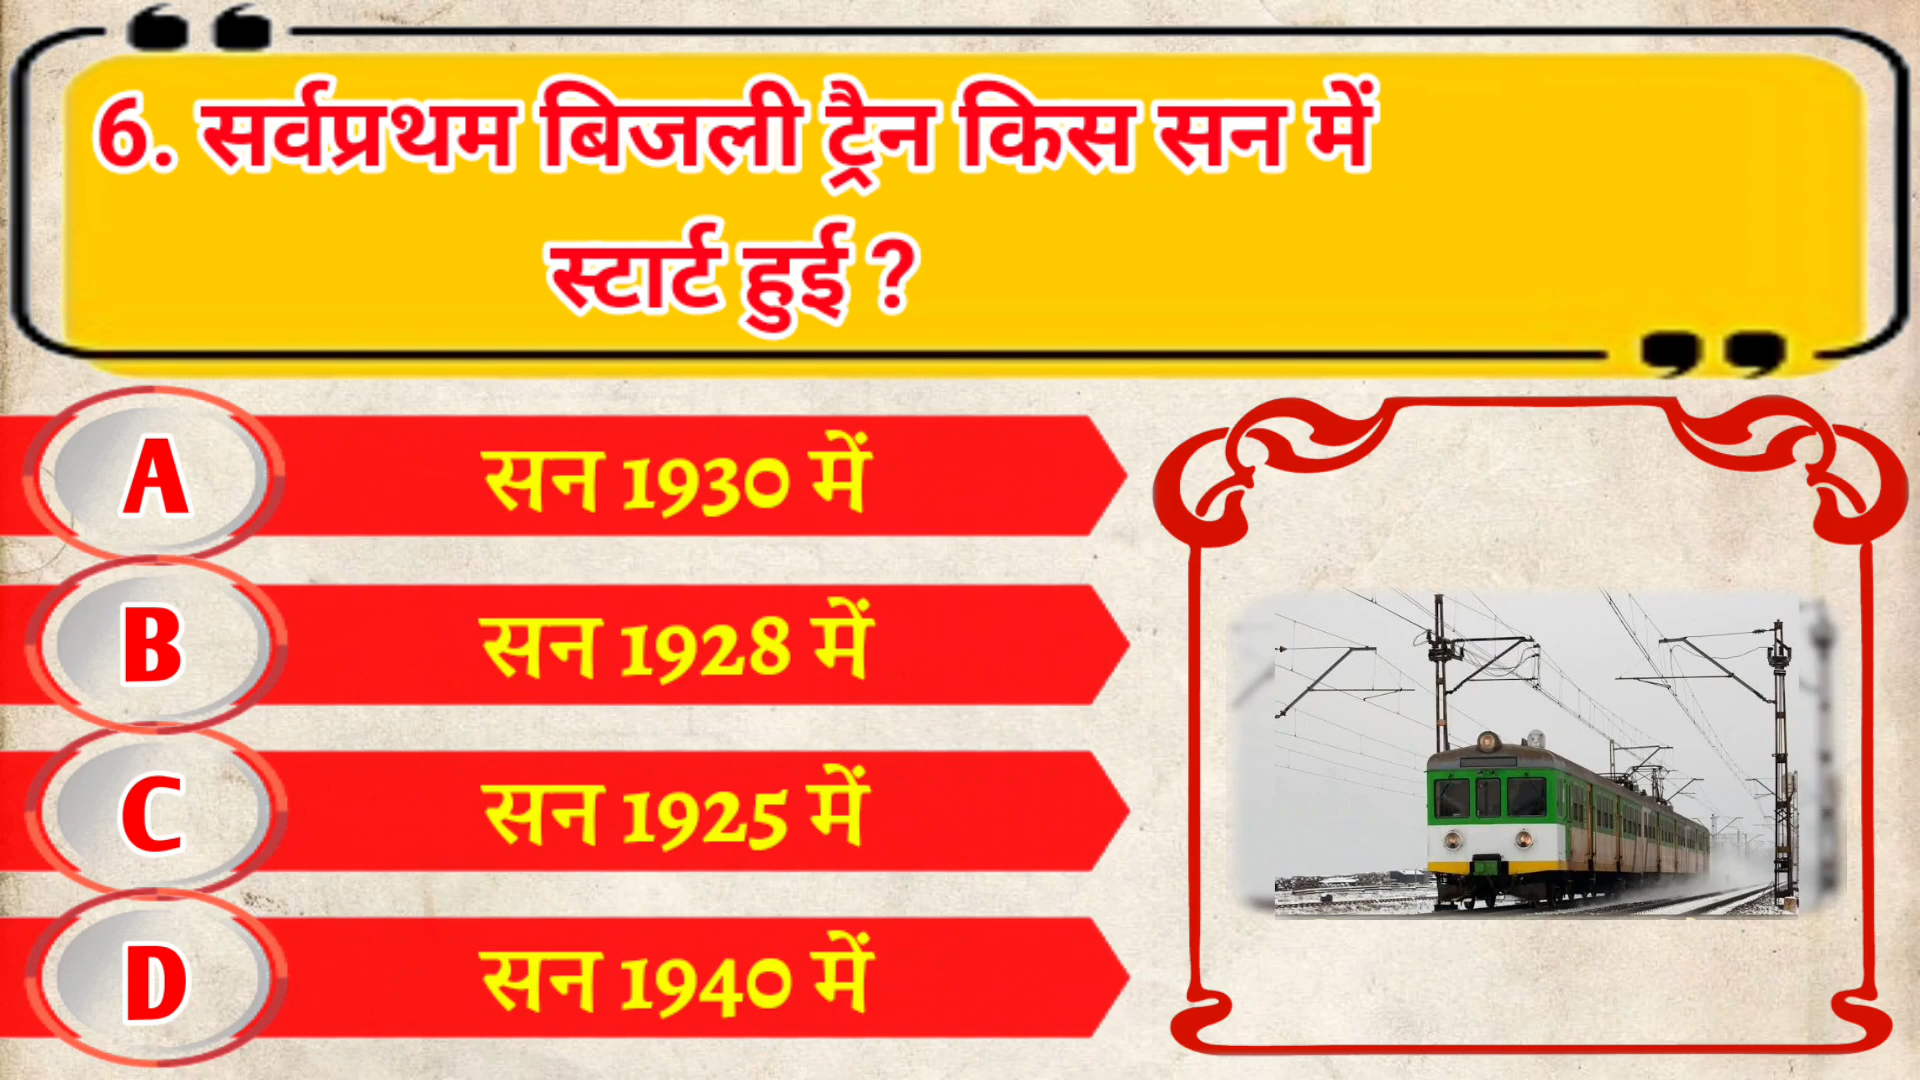 6. सर्वप्रथम बिजली ट्रैन किस सन में
स्टार्ट हुई ?
A सन 1930 में
B सन 1928 में
C सन 1925 में
D सन 1940 में